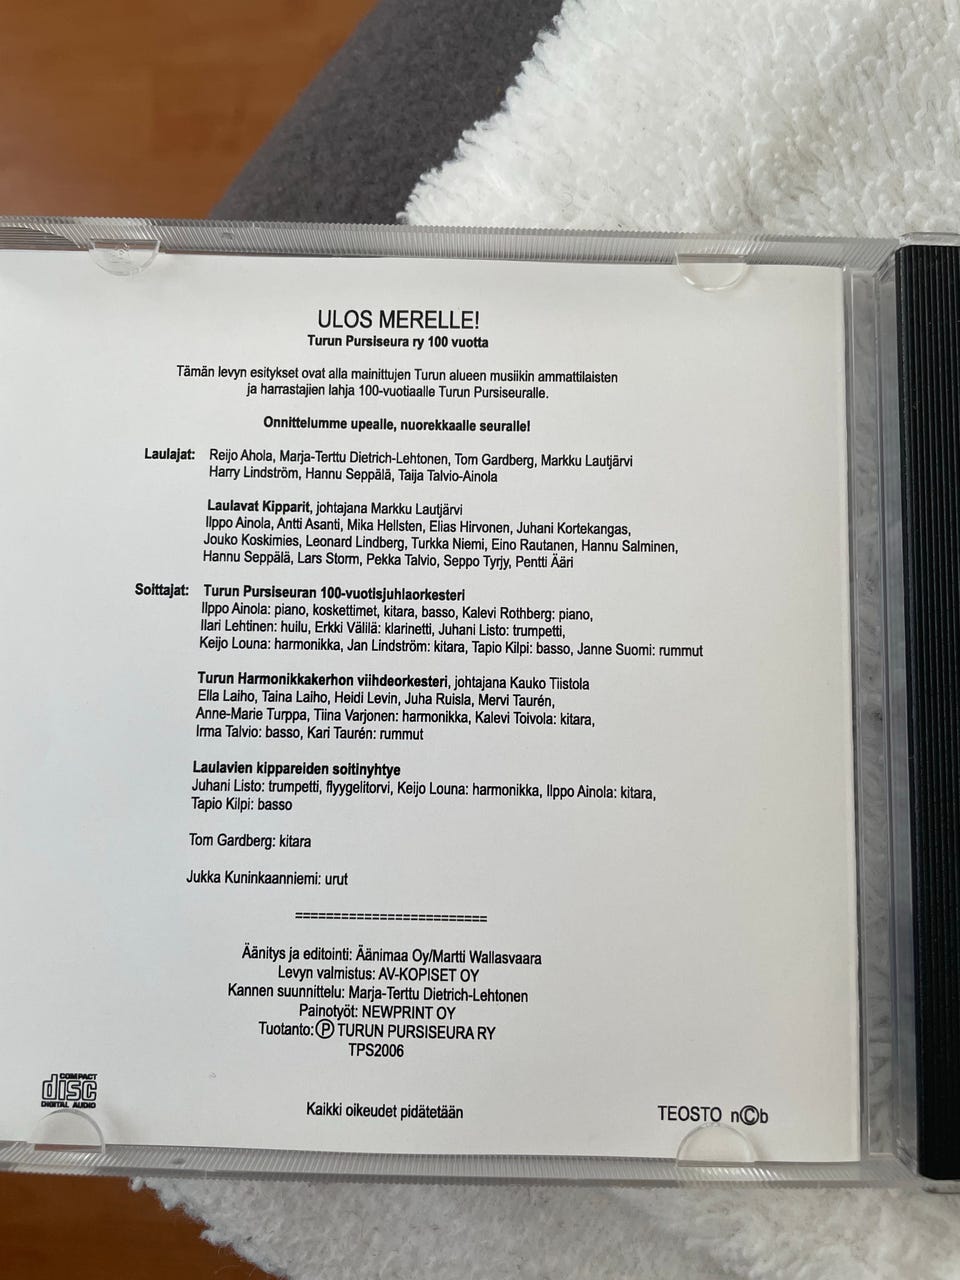 ULOS MERELLE!
Turun Pursiseura ry 100 vuotta
Tämän levyn esitykset ovat alla mainittujen Turun alueen musiikin ammattilaisten
ja harrastajien lahja 100-vuotiaalle Turun Pursiseuralle.
Onnittelumme upealle, nuorekkaalle seuralle!
Laulajat: Reijo Ahola, Marja-Terttu Dietrich-Lehtonen, Tom Gardberg, Markku Lautjärvi
Harry Lindström, Hannu Seppälä, Taija Talvio-Ainola
Laulavat Kipparit, johtajana Markku Lautjärvi
Ilppo Ainola, Antti Asanti, Mika Hellsten, Elias Hirvonen, Juhani Kortekangas,
Jouko Koskimies, Leonard Lindberg, Turkka Niemi, Eino Rautanen, Hannu Salminen,
Hannu Seppälä, Lars Storm, Pekka Talvio, Seppo Tyrjy, Pentti Ääri
Soittajat: Turun Pursiseuran 100-vuotisjuhlaorkesteri
Ilppo Ainola: piano, koskettimet, kitara, basso, Kalevi Rothberg: piano,
Ilari Lehtinen: huilu, Erkki Välilä: klarinetti, Juhani Listo: trumpetti,
Keijo Louna: harmonikka, Jan Lindström: kitara, Tapio Kilpi: basso, Janne Suomi: rummut
Turun Harmonikkakerhon viihdeorkesteri, johtajana Kauko Tiistola
Ella Laiho, Taina Laiho, Heidi Levin, Juha Ruisla, Mervi Taurén,
Anne-Marie Turppa, Tiina Varjonen: harmonikka, Kalevi Toivola: kitara,
Irma Talvio: basso, Kari Taurén: rummut
Laulavien kippareiden soitinyhtye
Juhani Listo: trumpetti, flyygelitorvi, Keijo Louna: harmonikka, Ilppo Ainola: kitara,
Tapio Kilpi: basso
Tom Gardberg: kitara
Jukka Kuninkaanniemi: urut
==========================
Äänitys ja editointi: Äänimaa Oy/Martti Wallasvaara
Levyn valmistus: AV-KOPISET OY
Kannen suunnittelu: Marja-Terttu Dietrich-Lehtonen
Painotyöt: NEWPRINT OY
Tuotanto: Ⓟ TURUN PURSISEURA RY
TPS2006
COMPACT
disc
DIGITAL AUDIO
Kaikki oikeudet pidätetään
TEOSTO n©b